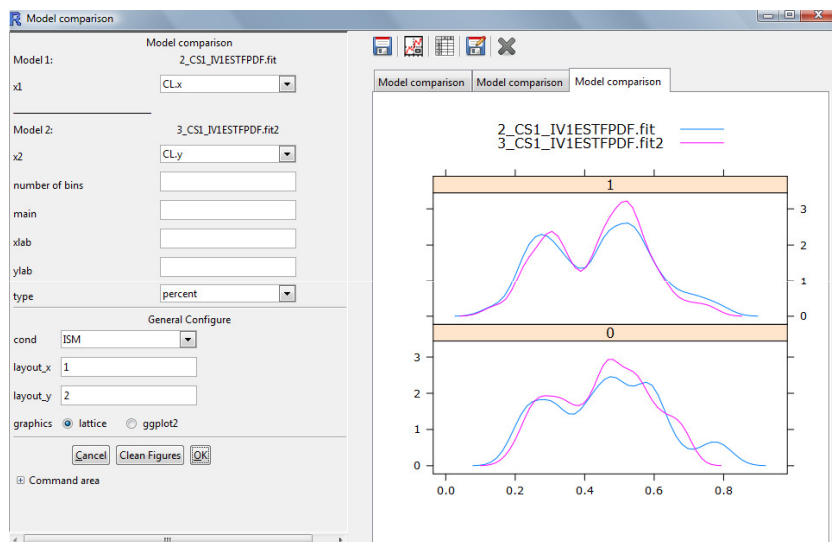 Model comparison
Model comparison
Model 1:
2_CS1_IV1ESTFPDF.fit
x1
CL.x
Model 2:
3_CS1_IV1ESTFPDF.fit2
x2
CL.y
number of bins
main
xlab
ylab
type
percent
General Configure
cond
ISM
layout_x
1
layout_y
2
graphics
lattice
ggplot2
Cancel
Clean Figures
OK
Command area
Model comparison
Model comparison
Model comparison
2_CS1_IV1ESTFPDF.fit
3_CS1_IV1ESTFPDF.fit2
1
3
2
1
0
0
3
2
1
0
0.0 0.2 0.4 0.6 0.8